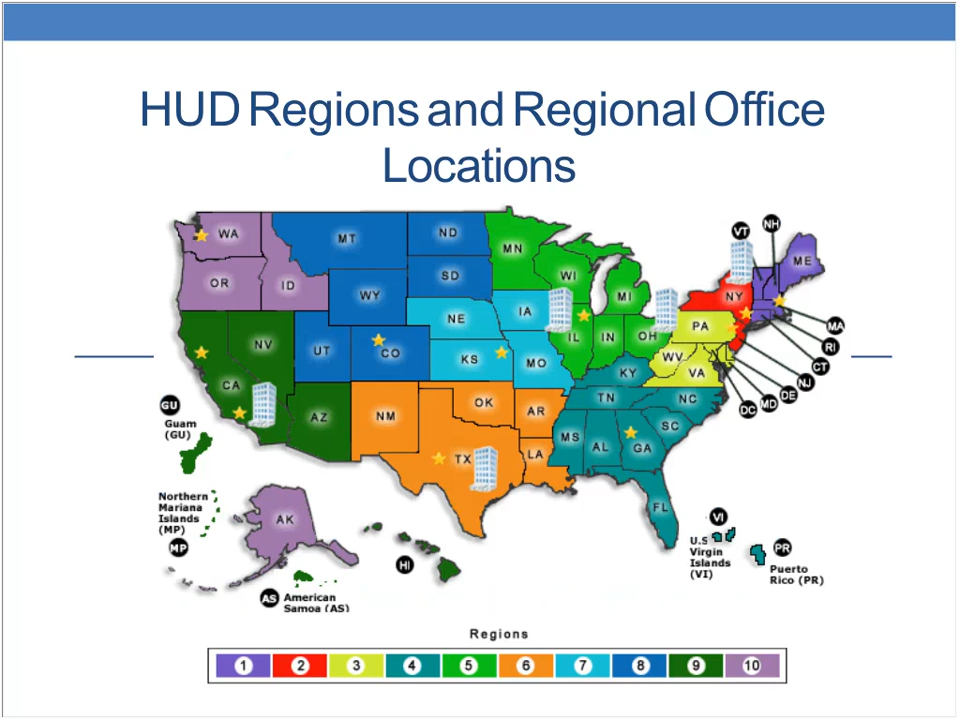 HUD Regions and Regional Office
Locations
WA
MT
ND
MN
VT
NH
ME
OR
ID
SD
WI
MI
NY
WY
IA
NE
PA
MA
RI
CT
NJ
DE
MD
DC
NV
UT
CO
KS
MO
IL
IN
OH
WV
VA
KY
CA
AZ
NM
OK
AR
TN
NC
SC
MS
AL
GA
TX
LA
FL
GU
Guam
(GU)
Northern
Mariana
Islands
(MP)
MP
AK
HI
AS
American
Samoa (AS)
VI
U.S
Virgin
Islands
(VI)
PR
Puerto
Rico (PR)
Regions
1 2 3 4 5 6 7 8 9 10